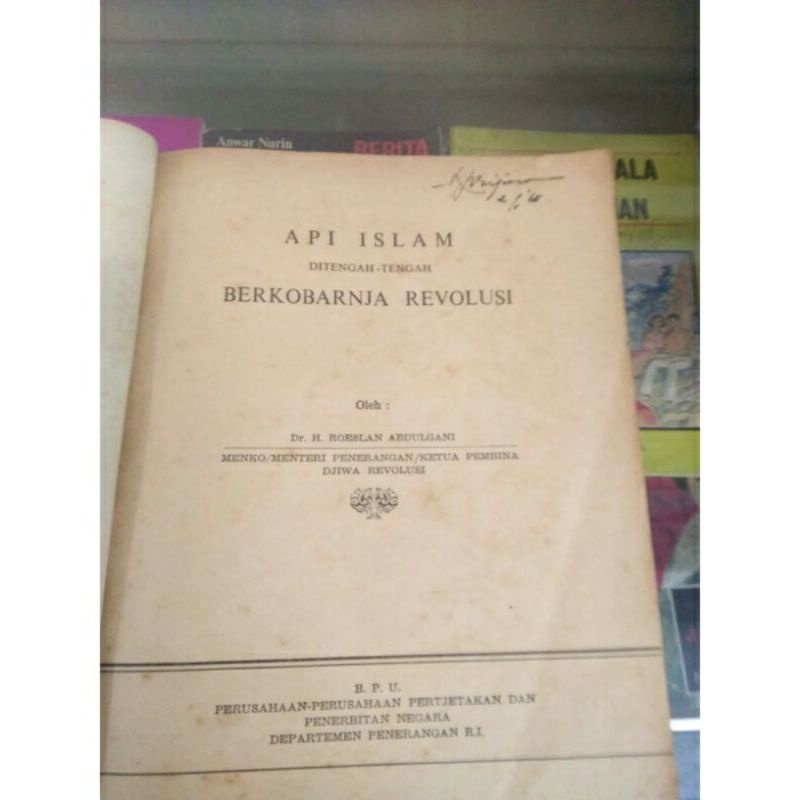 Anwar Nurin
BERITA
ALA
API ISLAM
DITENGAH-TENGAH
BERKOBARNJA REVOLUSI
Oleh :
Dr. H. ROESLAN ABDULGANI
MENKO/MENTERI PENERANGAN/KETUA PEMBINA
DJIWA REVOLUSI
B. P. U.
PERUSAHAAN-PERUSAHAAN PERTJETAKAN DAN
PENERBITAN NEGARA
DEPARTEMEN PENERANGAN R.I.